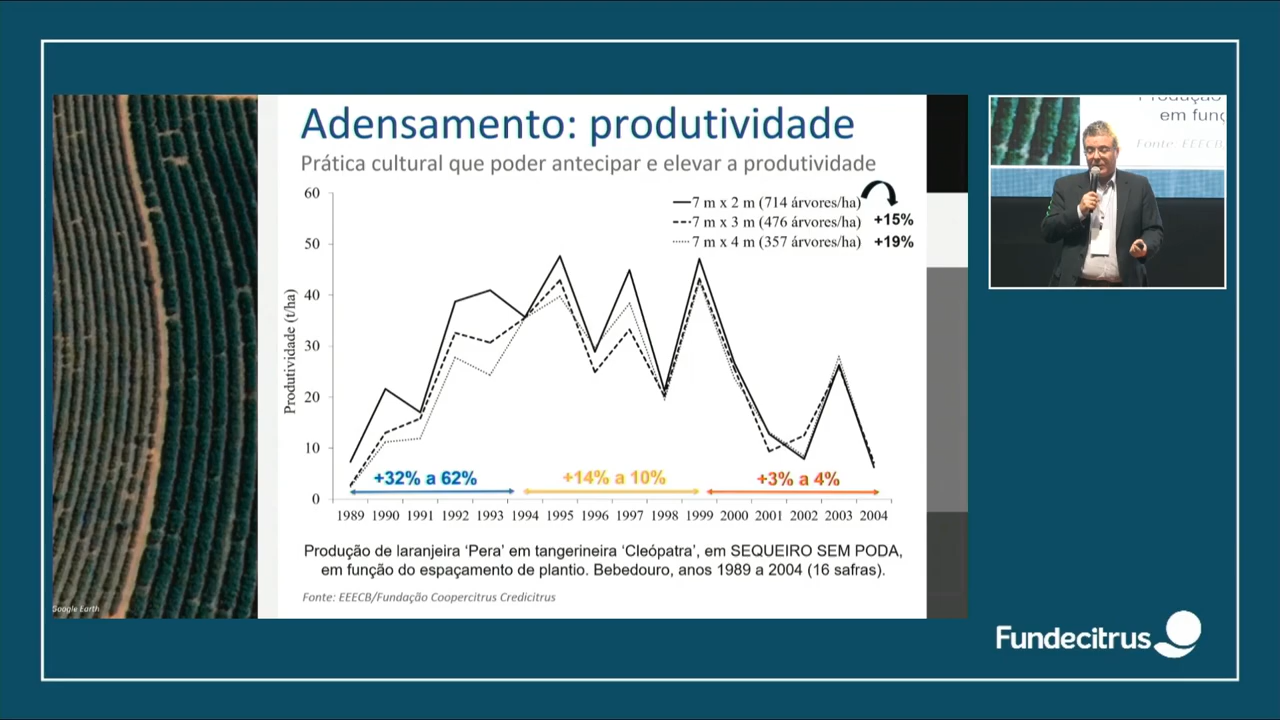 Adensamento: produtividade
Prática cultural que poder antecipar e elevar a produtividade
7 m x 2 m (714 árvores/ha)
7 m x 3 m (476 árvores/ha) +15%
7 m x 4 m (357 árvores/ha) +19%
Produtividade (t/ha)
60
50
40
30
20
10
0
+32% a 62% +14% a 10% +3% a 4%
1989 1990 1991 1992 1993 1994 1995 1996 1997 1998 1999 2000 2001 2002 2003 2004
Produção de laranjeira ‘Pera’ em tangerineira ‘Cleópatra’, em SEQUEIRO SEM PODA,
em função do espaçamento de plantio. Bebedouro, anos 1989 a 2004 (16 safras).
Fonte: EEECB/Fundação Coopercitrus Credicitrus
Google Earth
em funç
Fonte: EEECB,
Fundecitrus